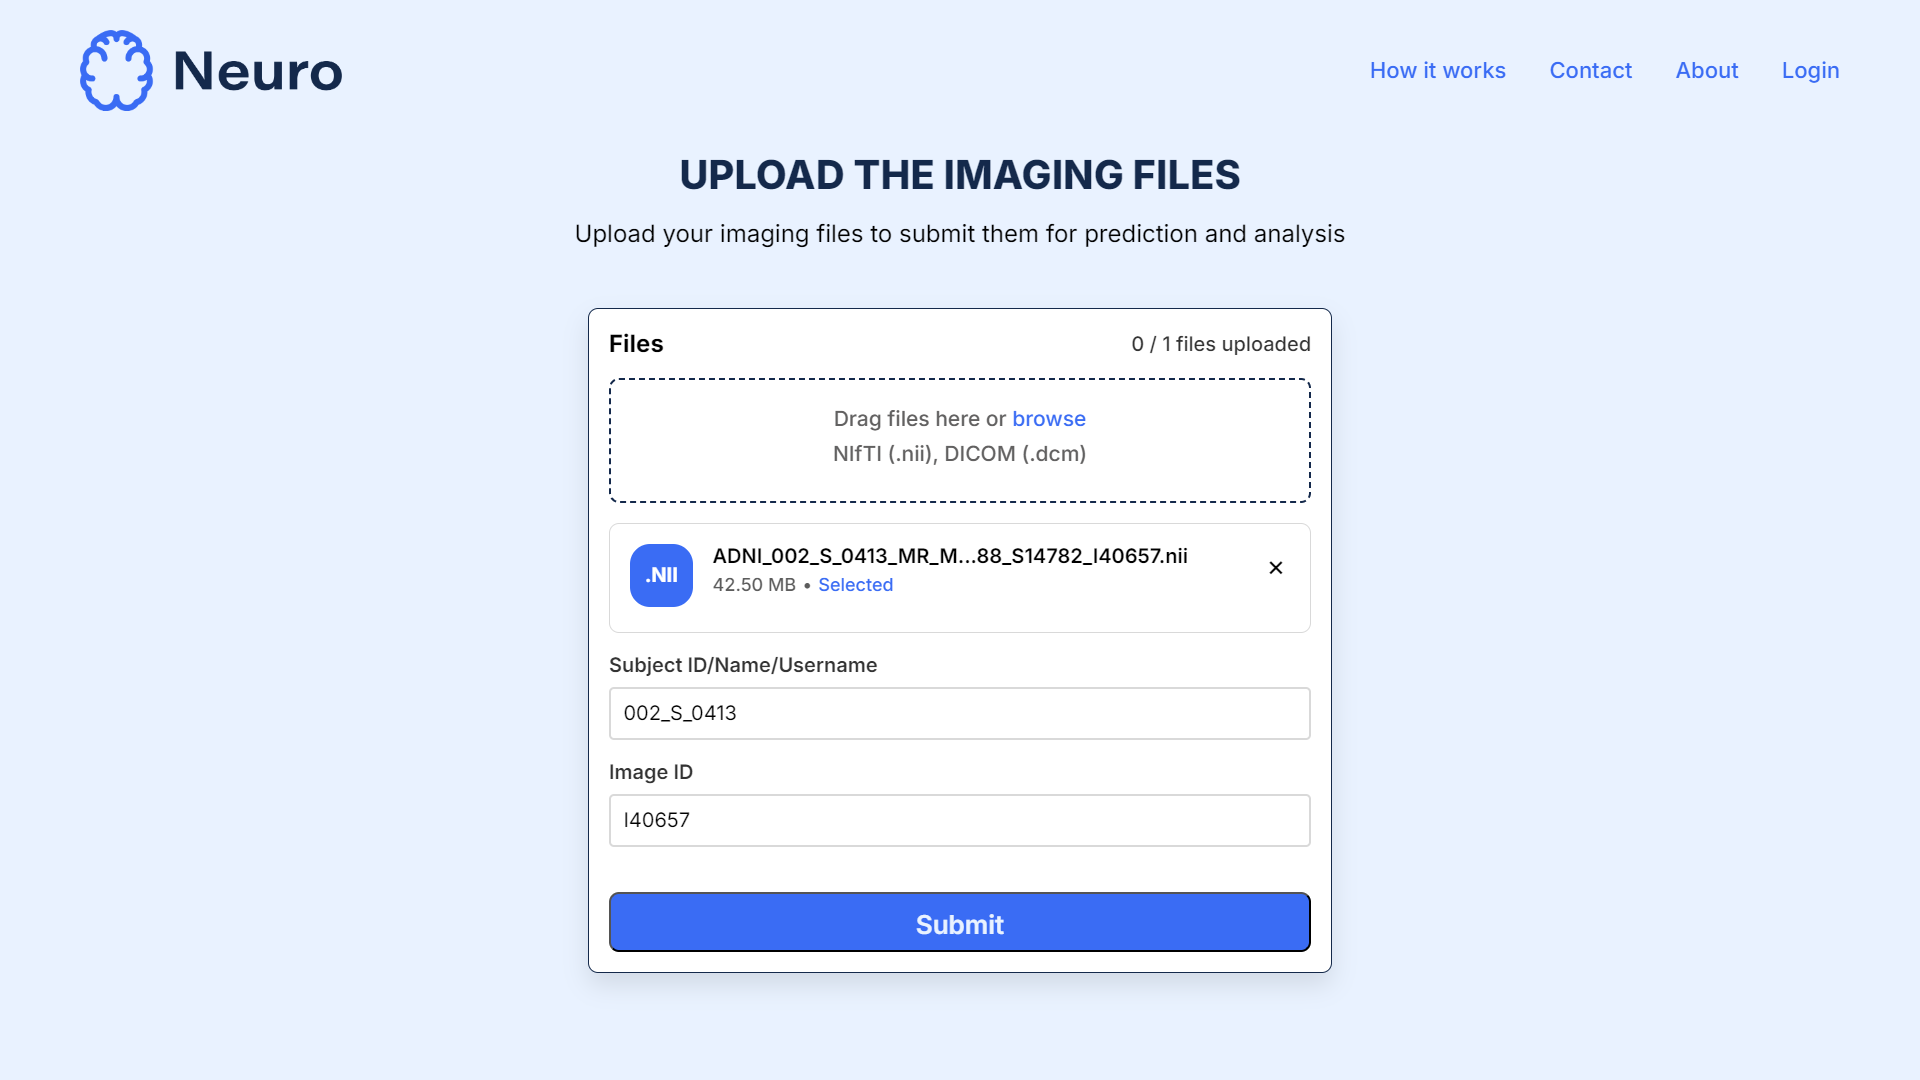 Neuro
How it works
Contact
About
Login
UPLOAD THE IMAGING FILES
Upload your imaging files to submit them for prediction and analysis
Files
0 / 1 files uploaded
Drag files here or browse
NIfTI (.nii), DICOM (.dcm)
.NII
ADNI_002_S_0413_MR_M...88_S14782_I40657.nii
42.50 MB • Selected
Subject ID/Name/Username
002_S_0413
Image ID
I40657
Submit